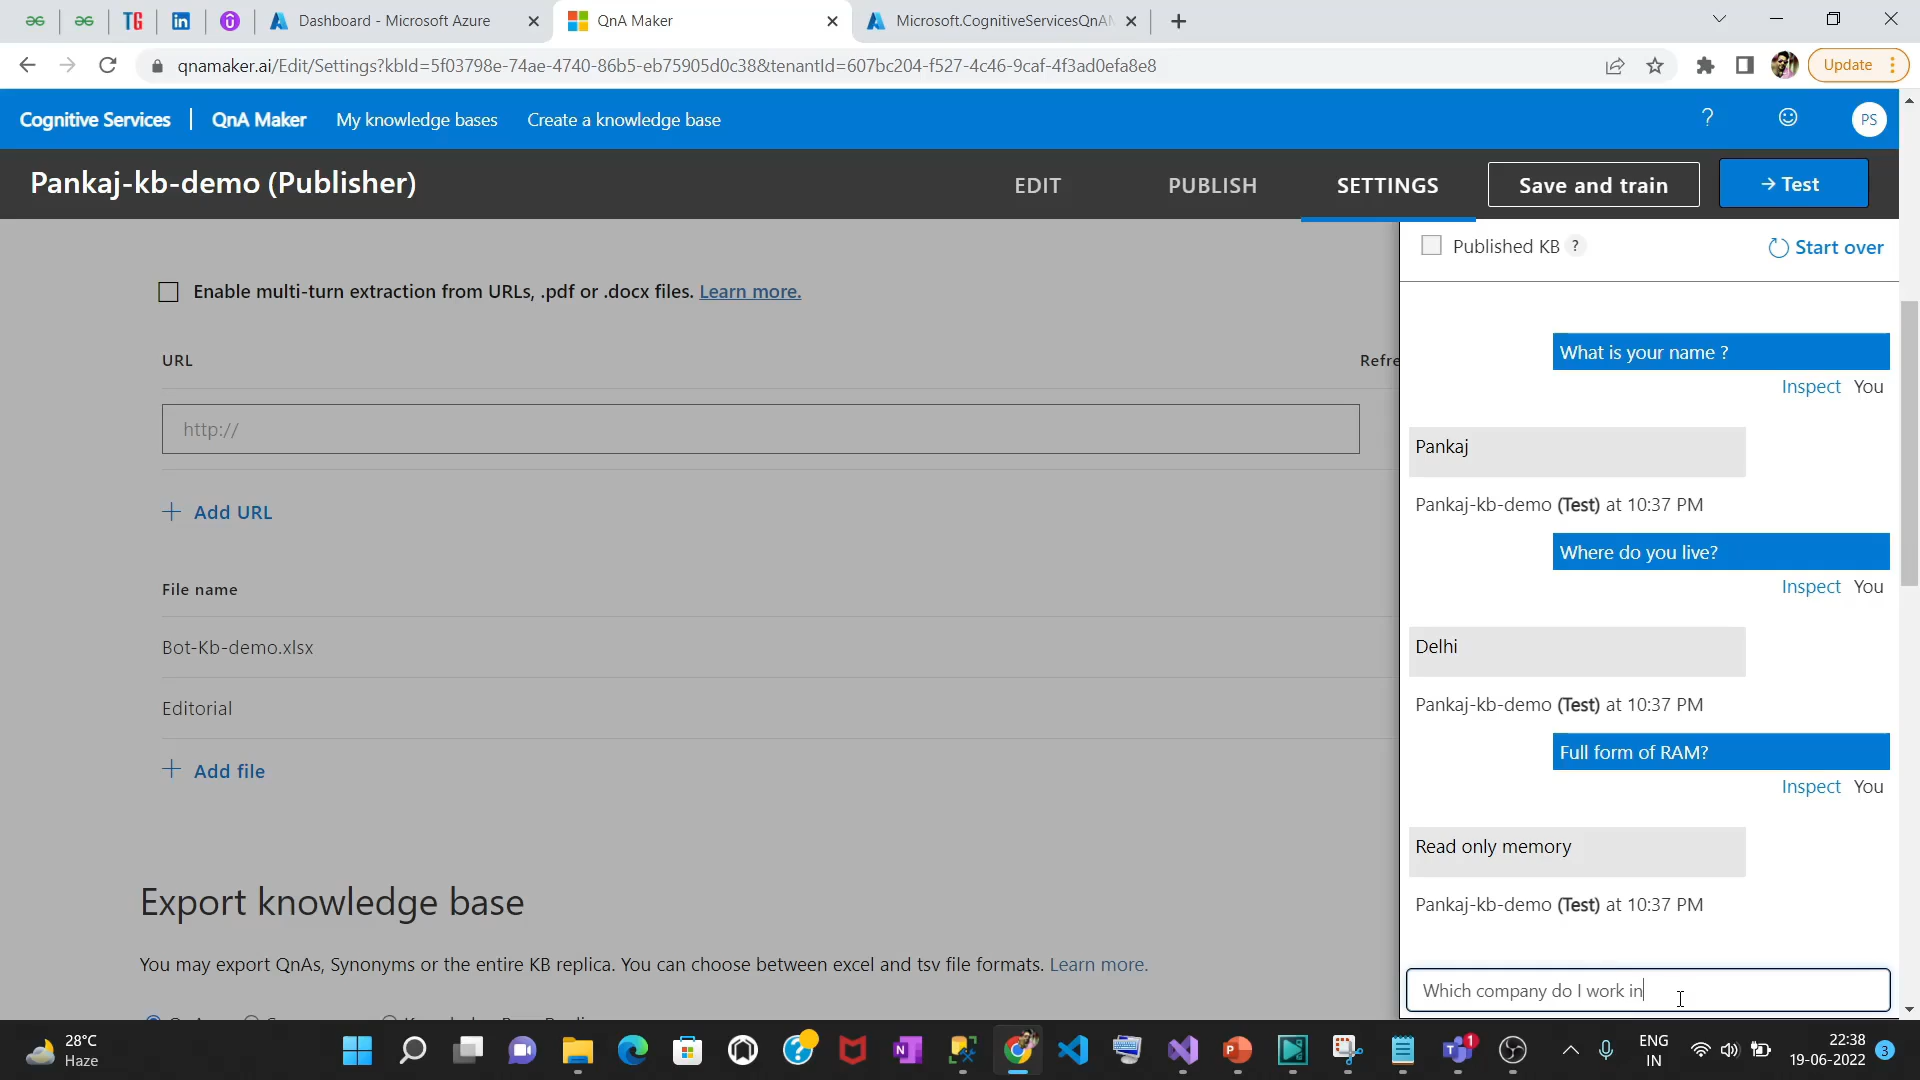 TG
Dashboard - Microsoft Azure
QnA Maker
Microsoft.CognitiveServicesQnAM
qnamaker.ai/Edit/Settings?kbId=5f03798e-74ae-4740-86b5-eb75905d0c38&tenantId=607bc204-f527-4c46-9caf-4f3ad0efa8e8
Update
Cognitive Services
QnA Maker
My knowledge bases
Create a knowledge base
?
PS
Pankaj-kb-demo (Publisher)
EDIT
PUBLISH
SETTINGS
Save and train
→ Test
Enable multi-turn extraction from URLs, .pdf or .docx files. Learn more.
URL
Refre
http://
+ Add URL
File name
Bot-Kb-demo.xlsx
Editorial
+ Add file
Export knowledge base
You may export QnAs, Synonyms or the entire KB replica. You can choose between excel and tsv file formats. Learn more.
Published KB ?
Start over
What is your name ?
Inspect You
Pankaj
Pankaj-kb-demo (Test) at 10:37 PM
Where do you live?
Inspect You
Delhi
Pankaj-kb-demo (Test) at 10:37 PM
Full form of RAM?
Inspect You
Read only memory
Pankaj-kb-demo (Test) at 10:37 PM
Which company do I work in
28°C
Haze
1
ENG
IN
22:38
19-06-2022
3